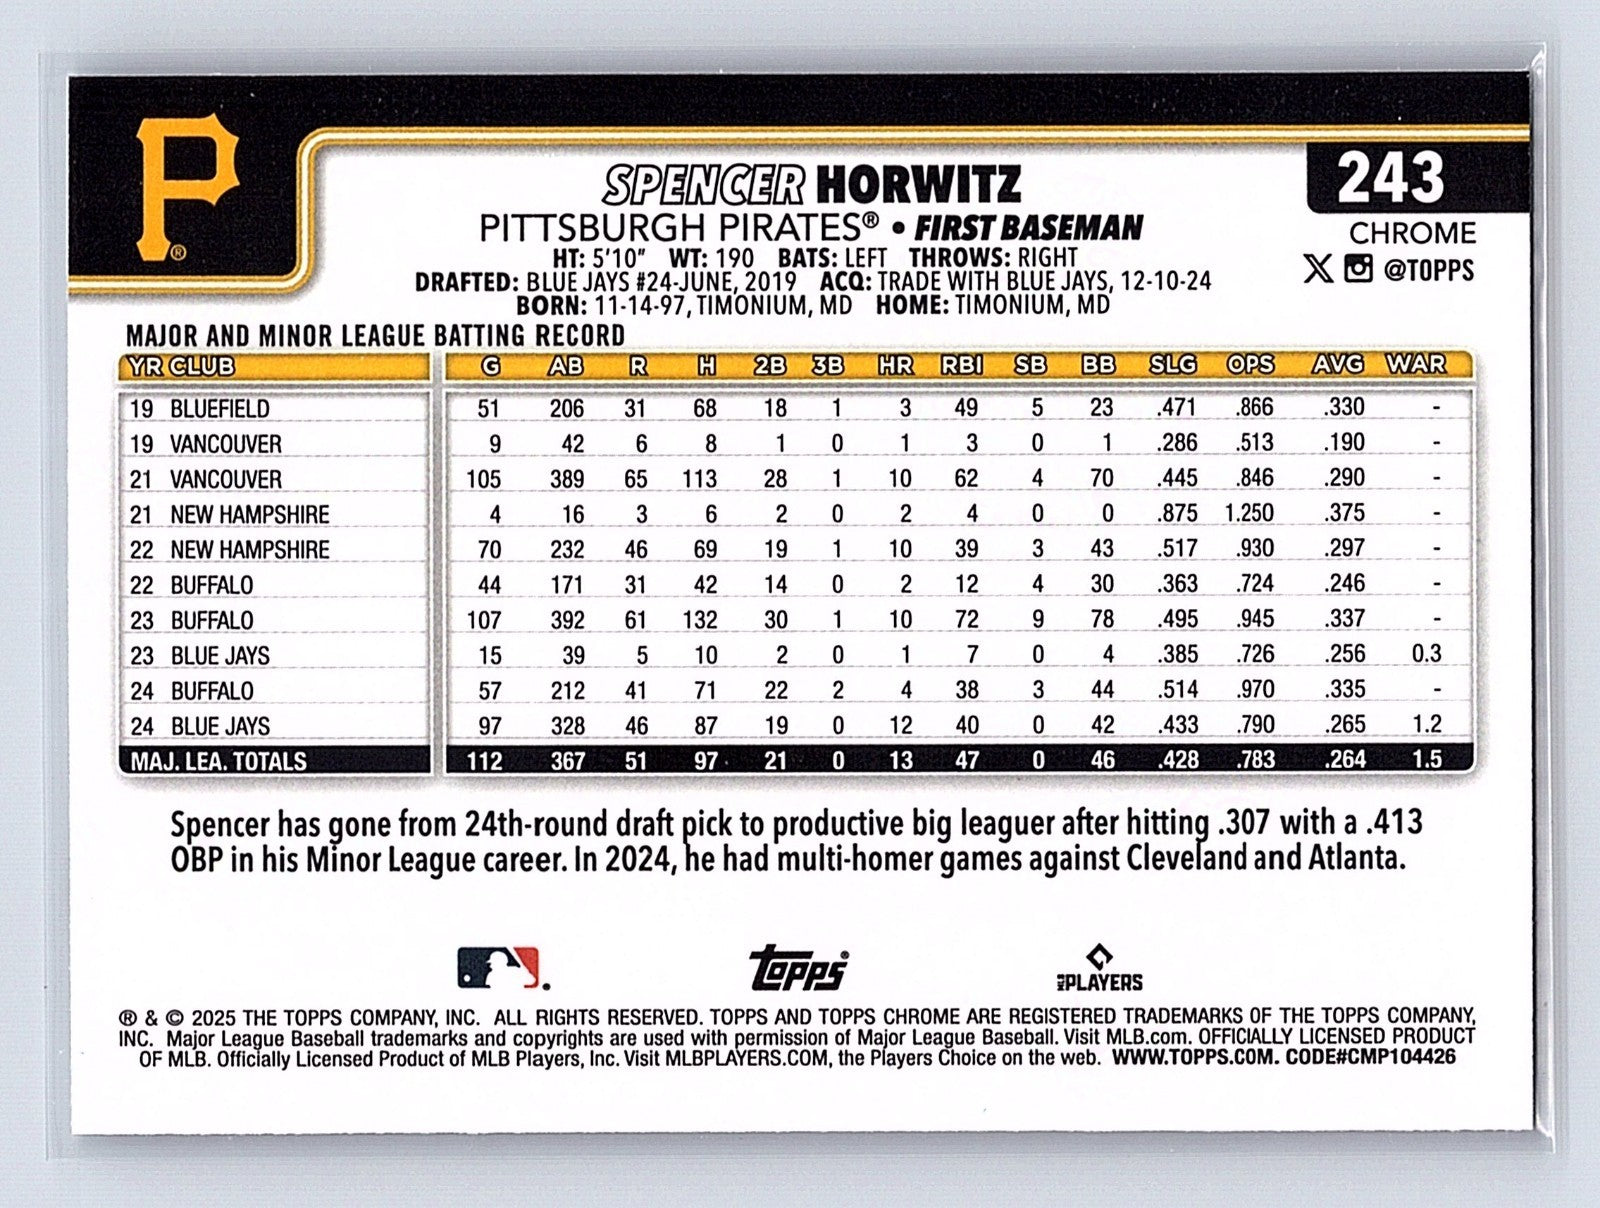 P®
SPENCER HORWITZ
243
PITTSBURGH PIRATES® • FIRST BASEMAN
CHROME
HT: 5'10" WT: 190 BATS: LEFT THROWS: RIGHT
X @TOPPS
DRAFTED: BLUE JAYS #24-JUNE, 2019 ACQ: TRADE WITH BLUE JAYS, 12-10-24
BORN: 11-14-97, TIMONIUM, MD HOME: TIMONIUM, MD
MAJOR AND MINOR LEAGUE BATTING RECORD
YR CLUB G AB R H 2B 3B HR RBI SB BB SLG OPS AVG WAR
19 BLUEFIELD 51 206 31 68 18 1 3 49 5 23 .471 .866 .330 -
19 VANCOUVER 9 42 6 8 1 0 1 3 0 1 .286 .513 .190 -
21 VANCOUVER 105 389 65 113 28 1 10 62 4 70 .445 .846 .290 -
21 NEW HAMPSHIRE 4 16 3 6 2 0 2 4 0 0 .875 1.250 .375 -
22 NEW HAMPSHIRE 70 232 46 69 19 1 10 39 3 43 .517 .930 .297 -
22 BUFFALO 44 171 31 42 14 0 2 12 4 30 .363 .724 .246 -
23 BUFFALO 107 392 61 132 30 1 10 72 9 78 .495 .945 .337 -
23 BLUE JAYS 15 39 5 10 2 0 1 7 0 4 .385 .726 .256 0.3
24 BUFFALO 57 212 41 71 22 2 4 38 3 44 .514 .970 .335 -
24 BLUE JAYS 97 328 46 87 19 0 12 40 0 42 .433 .790 .265 1.2
MAJ. LEA. TOTALS 112 367 51 97 21 0 13 47 0 46 .428 .783 .264 1.5
Spencer has gone from 24th-round draft pick to productive big leaguer after hitting .307 with a .413
OBP in his Minor League career. In 2024, he had multi-homer games against Cleveland and Atlanta.
Topps® MLB PLAYERS
® & © 2025 THE TOPPS COMPANY, INC. ALL RIGHTS RESERVED. TOPPS AND TOPPS CHROME ARE REGISTERED TRADEMARKS OF THE TOPPS COMPANY,
INC. Major League Baseball trademarks and copyrights are used with permission of Major League Baseball. Visit MLB.com. OFFICIALLY LICENSED PRODUCT
OF MLB. Officially Licensed Product of MLB Players, Inc. Visit MLBPLAYERS.COM, the Players Choice on the web. WWW.TOPPS.COM. CODE#CMP104426